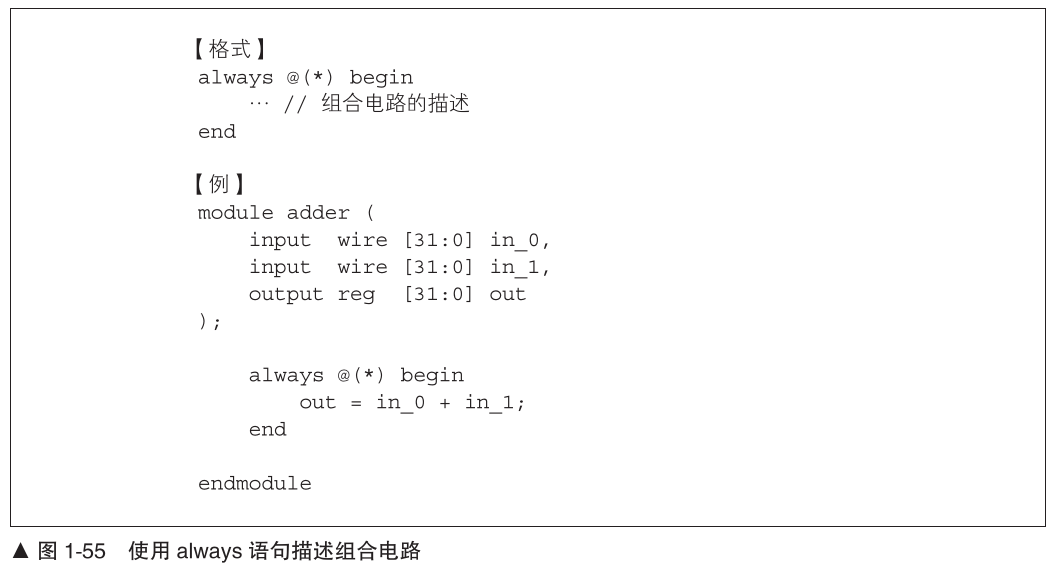 【格式】
always @(*) begin
    … // 组合电路的描述
end
【例】
module adder (
    input  wire [31:0] in_0,
    input  wire [31:0] in_1,
    output reg  [31:0] out
);
    always @(*) begin
        out = in_0 + in_1;
    end
endmodule
▲ 图 1-55 使用 always 语句描述组合电路